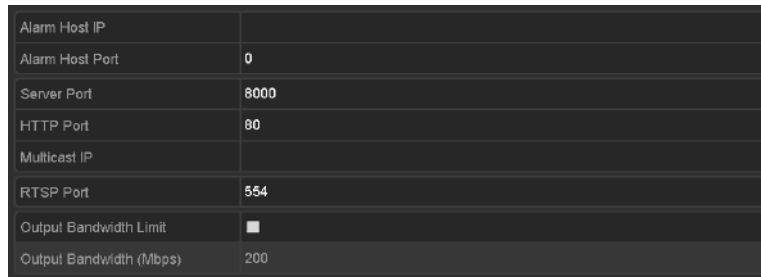 Alarm Host IP
Alarm Host Port 0
Server Port 8000
HTTP Port 80
Multicast IP
RTSP Port 554
Output Bandwidth Limit
Output Bandwidth (Mbps) 200